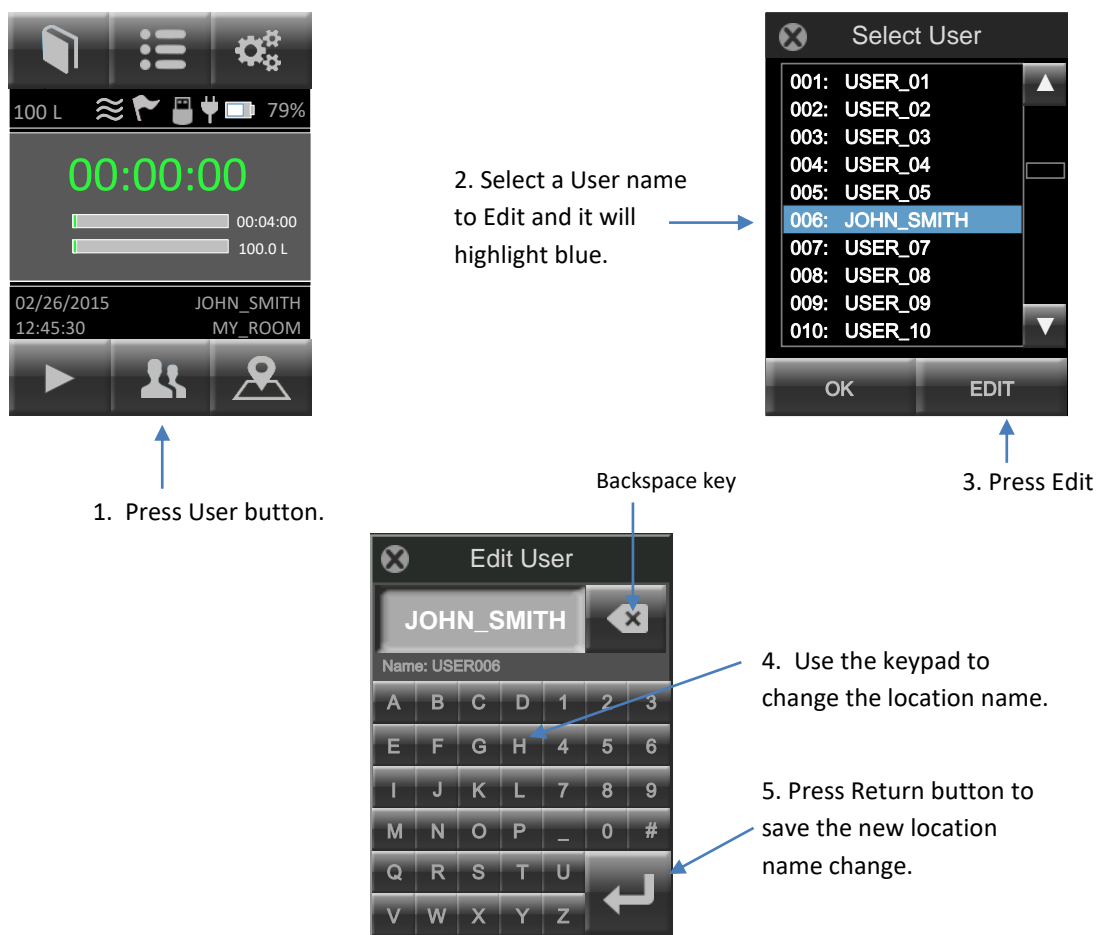 100 L
79%
00:00:00
00:04:00
100.0 L
02/26/2015
JOHN_SMITH
12:45:30
MY_ROOM
1. Press User button.
2. Select a User name
to Edit and it will
highlight blue.
Select User
001: USER_01
002: USER_02
003: USER_03
004: USER_04
005: USER_05
006: JOHN_SMITH
007: USER_07
008: USER_08
009: USER_09
010: USER_10
OK
EDIT
3. Press Edit
Backspace key
Edit User
JOHN_SMITH
Name: USER006
A B C D 1 2 3
E F G H 4 5 6
I J K L 7 8 9
M N O P _ 0 #
Q R S T U
V W X Y Z
4. Use the keypad to
change the location name.
5. Press Return button to
save the new location
name change.